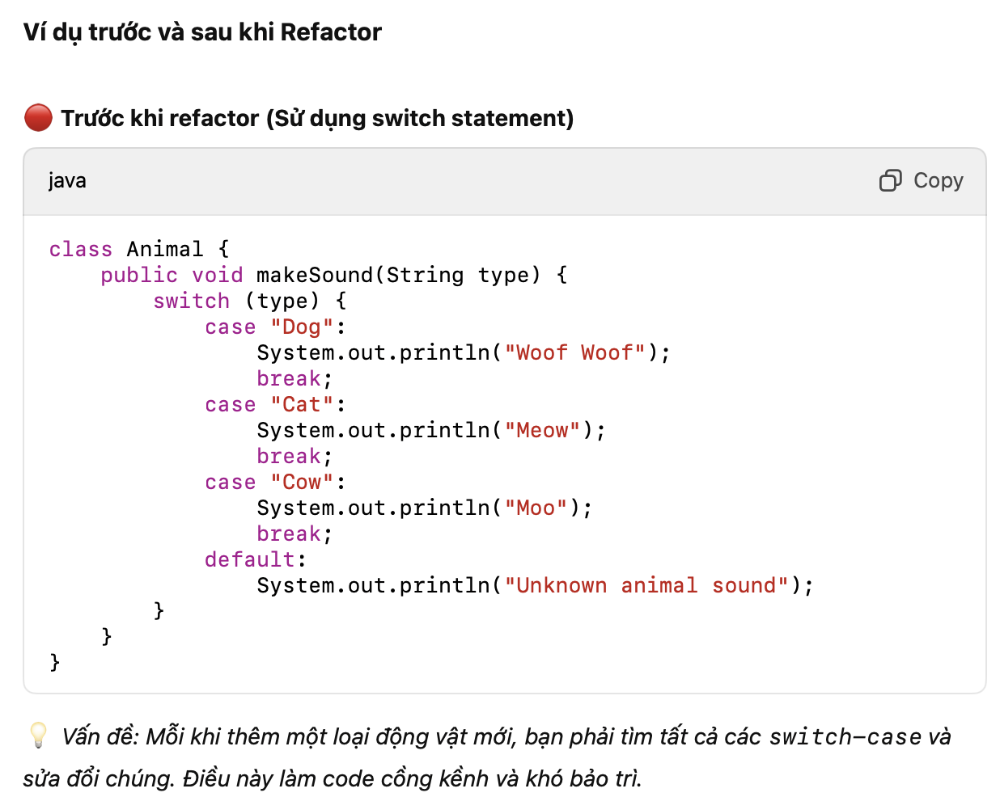 Ví dụ trước và sau khi Refactor
Trước khi refactor (Sử dụng switch statement)
java
Copy
class Animal {
    public void makeSound(String type) {
        switch (type) {
            case "Dog":
                System.out.println("Woof Woof");
                break;
            case "Cat":
                System.out.println("Meow");
                break;
            case "Cow":
                System.out.println("Moo");
                break;
            default:
                System.out.println("Unknown animal sound");
        }
    }
}
Vấn đề: Mỗi khi thêm một loại động vật mới, bạn phải tìm tất cả các switch-case và
sửa đổi chúng. Điều này làm code cồng kềnh và khó bảo trì.